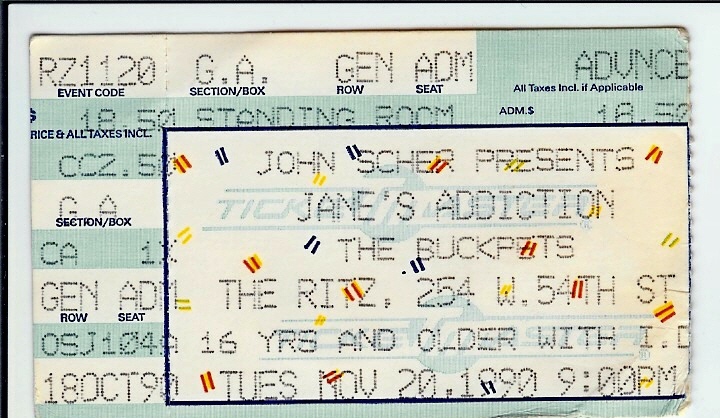 RZ1120 G.A. GEN ADM ADVNCE
EVENT CODE SECTION/BOX ROW SEAT All Taxes Incl. if Applicable
18.50 STANDING ROOM ADM.$ 18.50
RICE & ALL TAXES INCL.
CC2.50 JOHN SCHER PRESENTS
G.A JANE'S ADDICTION
SECTION/BOX
CA 1X THE BUCKPETS
GEN ADM THE RITZ, 254 W.54TH ST
ROW SEAT
OSJ104A 16 YRS AND OLDER WITH I.D
18OCT90 TUES NOV 20,1990 9:00PM